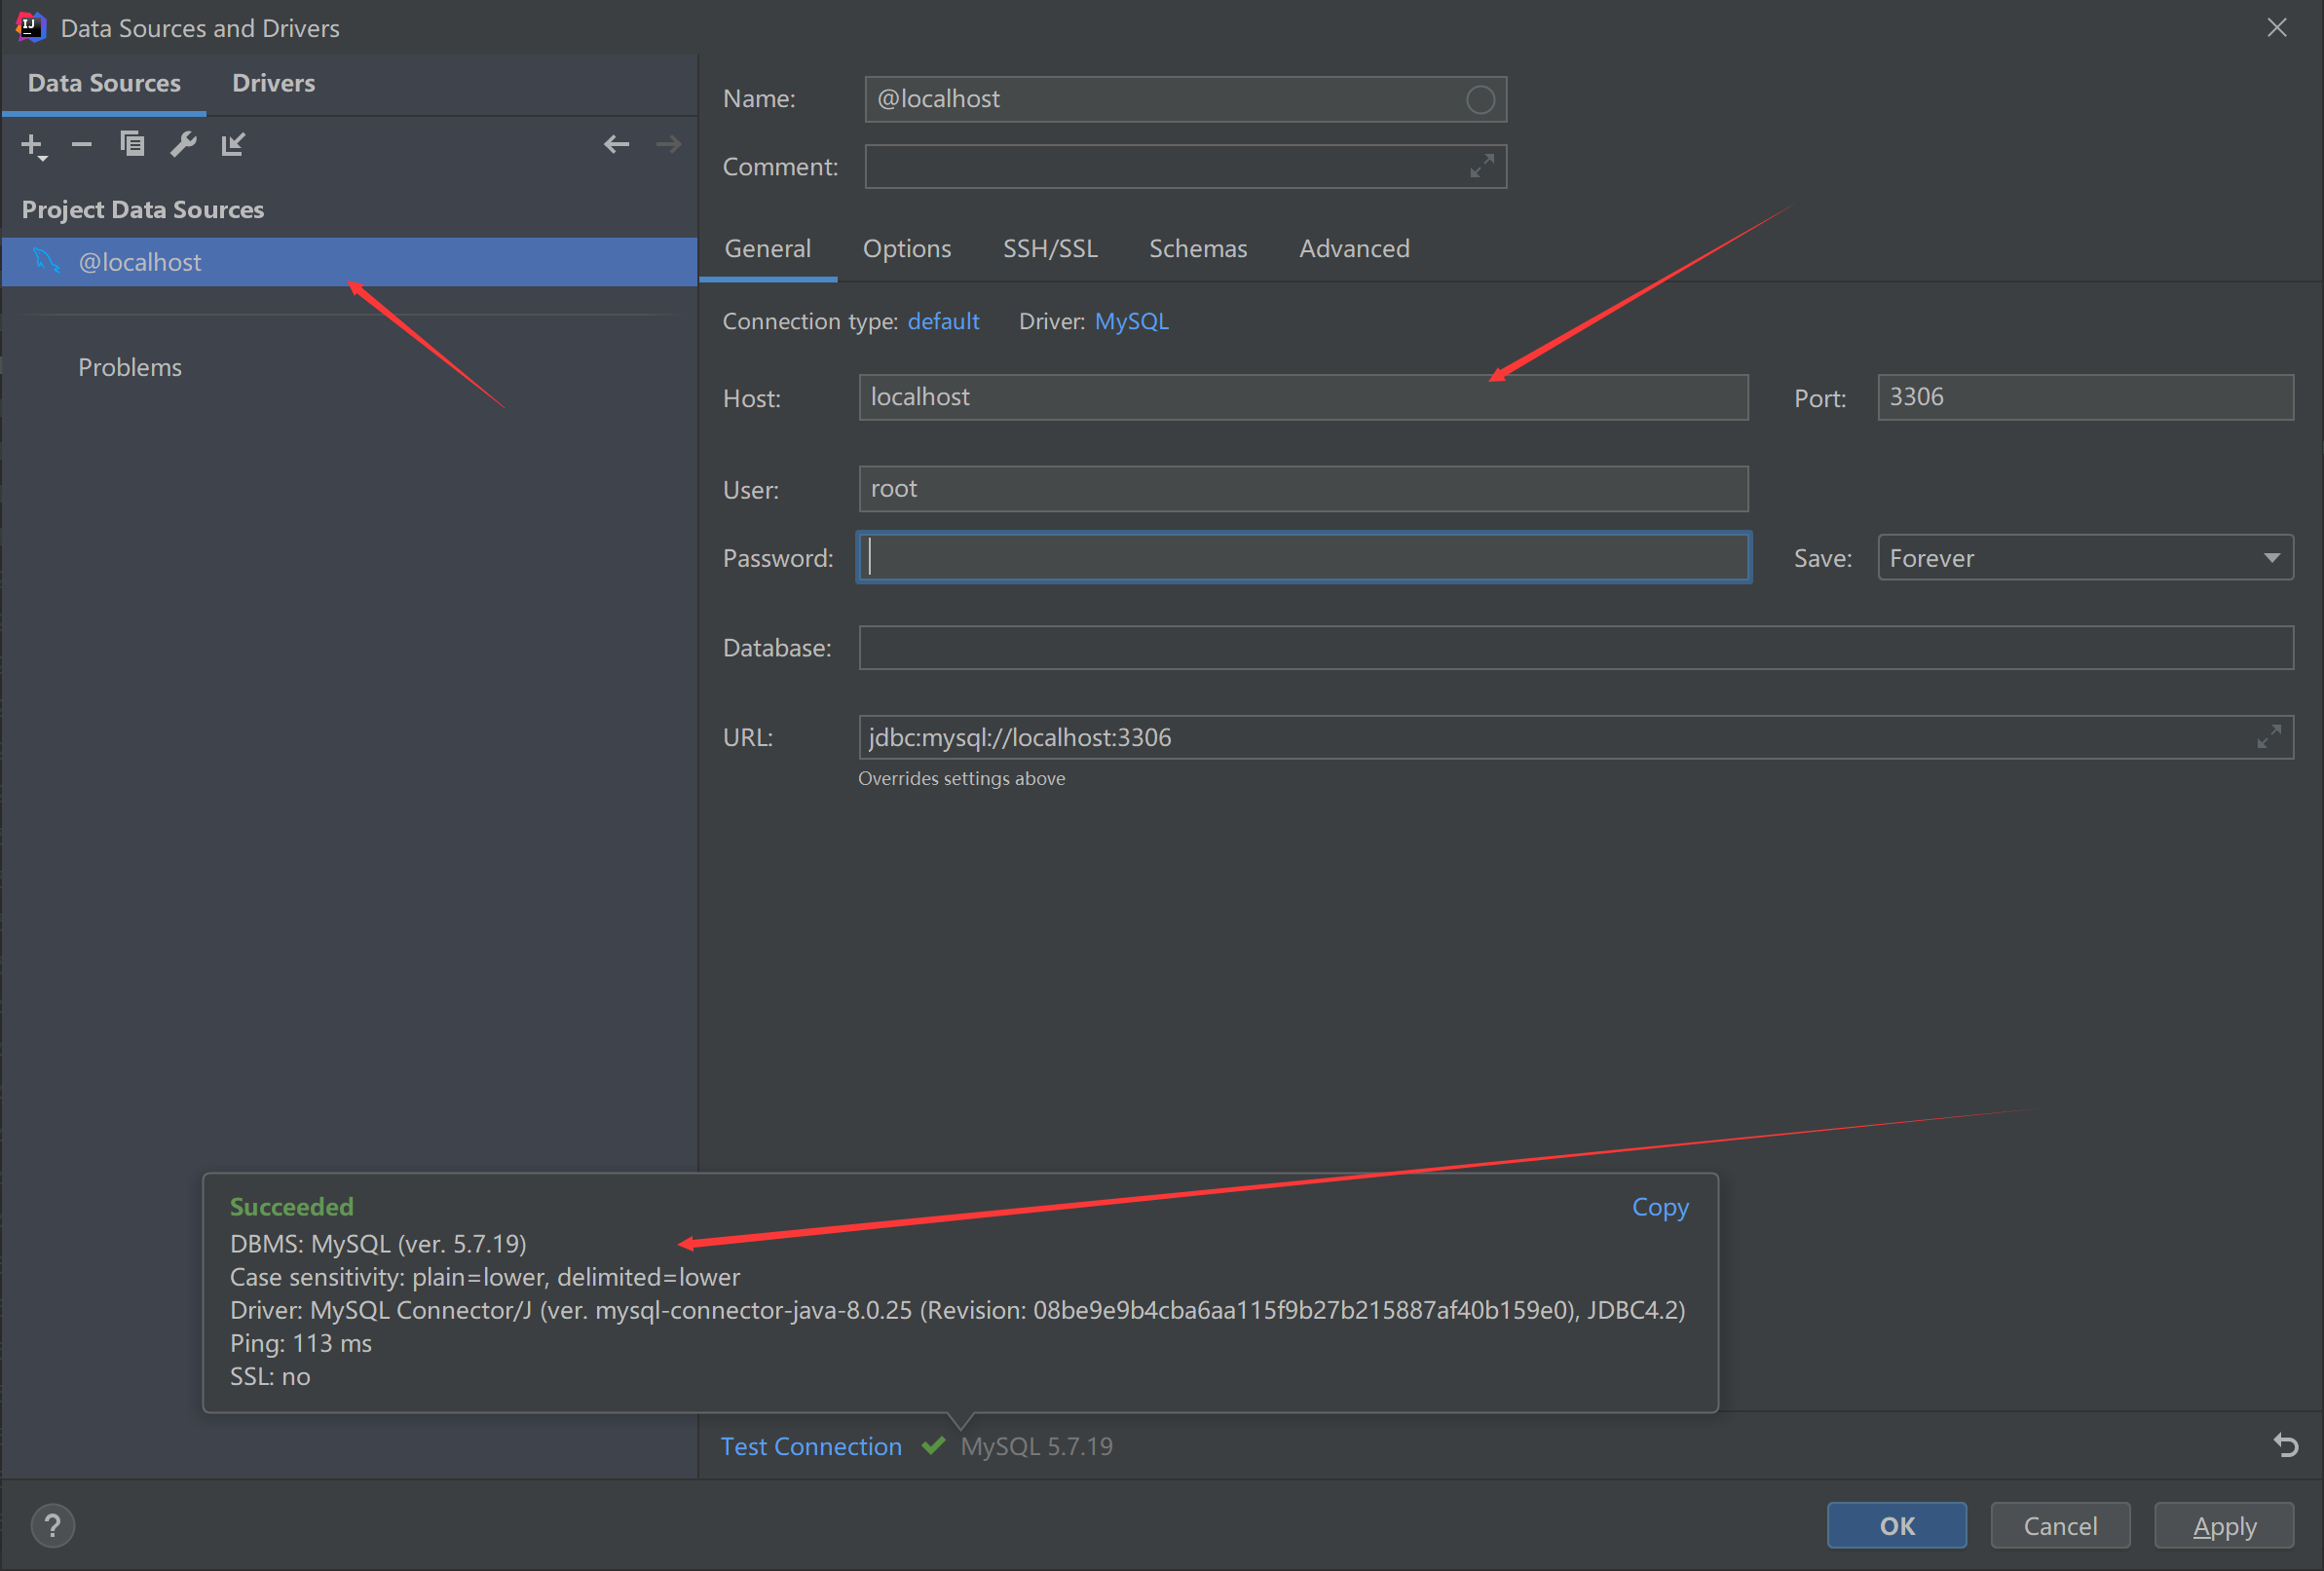 Data Sources and Drivers
Data Sources Drivers
Project Data Sources
@localhost
Problems
Name: @localhost
Comment:
General Options SSH/SSL Schemas Advanced
Connection type: default Driver: MySQL
Host: localhost Port: 3306
User: root
Password: Save: Forever
Database:
URL: jdbc:mysql://localhost:3306
Overrides settings above
Succeeded Copy
DBMS: MySQL (ver. 5.7.19)
Case sensitivity: plain=lower, delimited=lower
Driver: MySQL Connector/J (ver. mysql-connector-java-8.0.25 (Revision: 08be9e9b4cba6aa115f9b27b215887af40b159e0), JDBC4.2)
Ping: 113 ms
SSL: no
Test Connection MySQL 5.7.19
? OK Cancel Apply